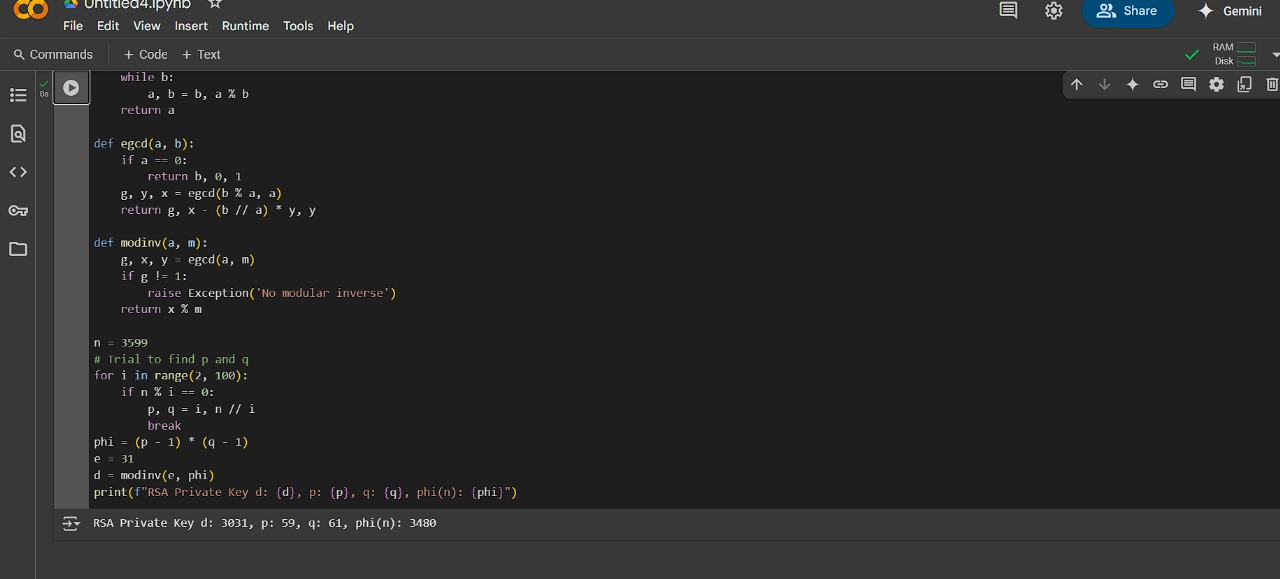 Untitled4.ipynb
File Edit View Insert Runtime Tools Help
Share
Gemini
Commands
+ Code + Text
RAM
Disk
0s
while b:
a, b = b, a % b
return a
def egcd(a, b):
if a == 0:
return b, 0, 1
g, y, x = egcd(b % a, a)
return g, x - (b // a) * y, y
def modinv(a, m):
g, x, y = egcd(a, m)
if g != 1:
raise Exception('No modular inverse')
return x % m
n = 3599
# Trial to find p and q
for i in range(2, 100):
if n % i == 0:
p, q = i, n // i
break
phi = (p - 1) * (q - 1)
e = 31
d = modinv(e, phi)
print(f"RSA Private Key d: {d}, p: {p}, q: {q}, phi(n): {phi}")
RSA Private Key d: 3031, p: 59, q: 61, phi(n): 3480